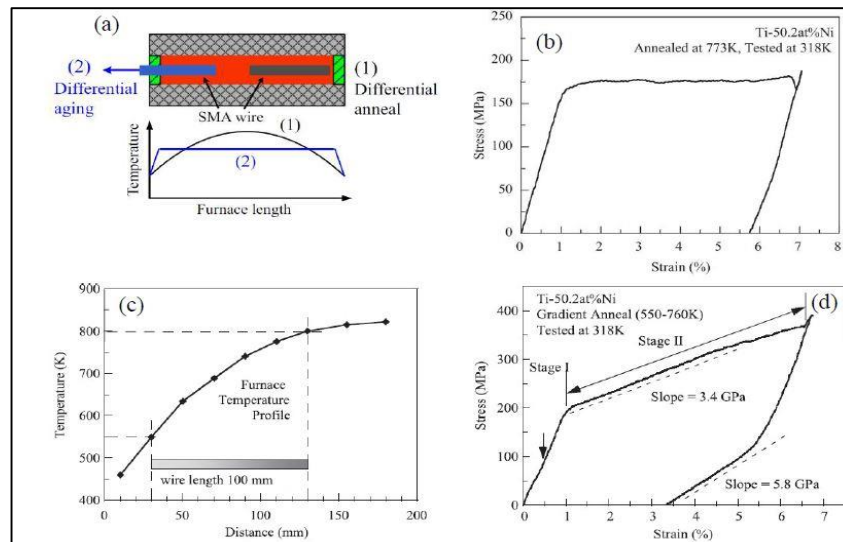 (a)
(2)
Differential
aging
SMA wire
(1)
Differential
anneal
Temperature
(1)
(2)
Furnace length
(b)
Ti-50.2at%Ni
Annealed at 773K, Tested at 318K
Stress (MPa)
250
200
150
100
50
0
0 1 2 3 4 5 6 7 8
Strain (%)
(c)
Temperature (K)
900
800
700
600
500
400
Furnace
Temperature
Profile
wire length 100 mm
0 50 100 150 200
Distance (mm)
(d)
Ti-50.2at%Ni
Gradient Anneal (550-760K)
Tested at 318K
Stage I
Stage II
Slope = 3.4 GPa
Slope = 5.8 GPa
Stress (MPa)
400
300
200
100
0
0 1 2 3 4 5 6 7
Strain (%)